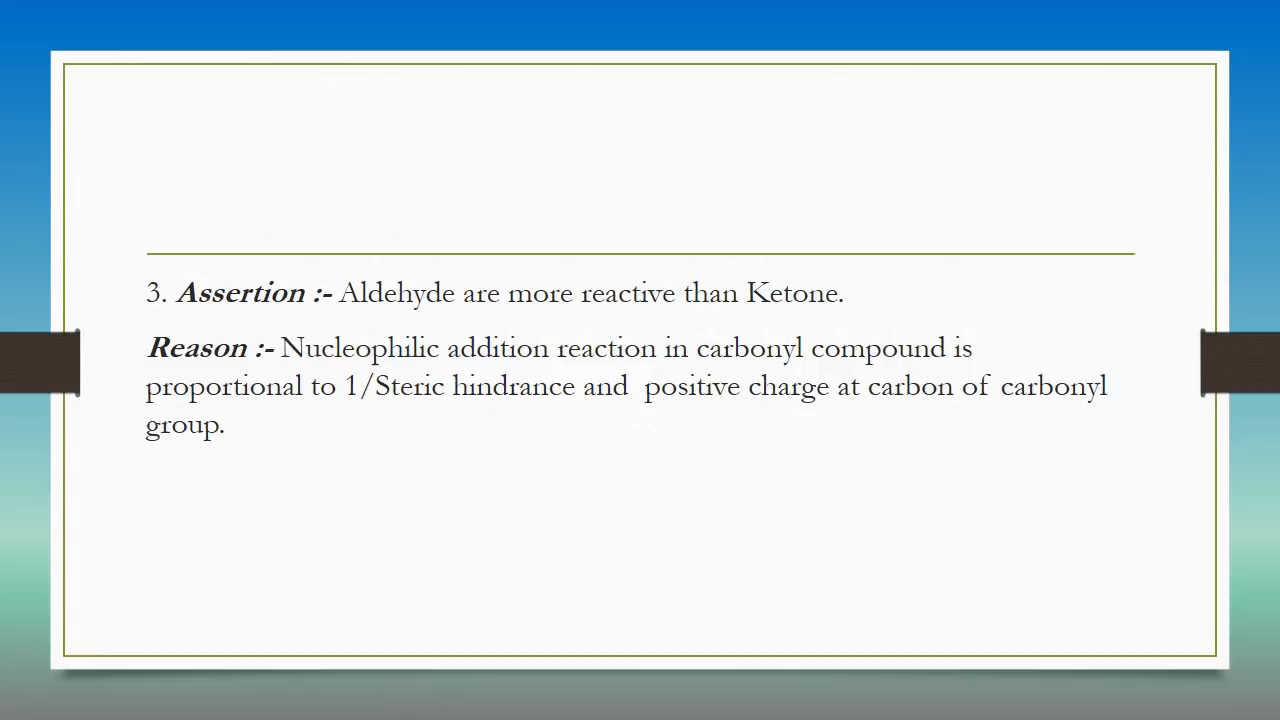 3. Assertion :- Aldehyde are more reactive than Ketone.
Reason :- Nucleophilic addition reaction in carbonyl compound is
proportional to 1/Steric hindrance and positive charge at carbon of carbonyl
group.